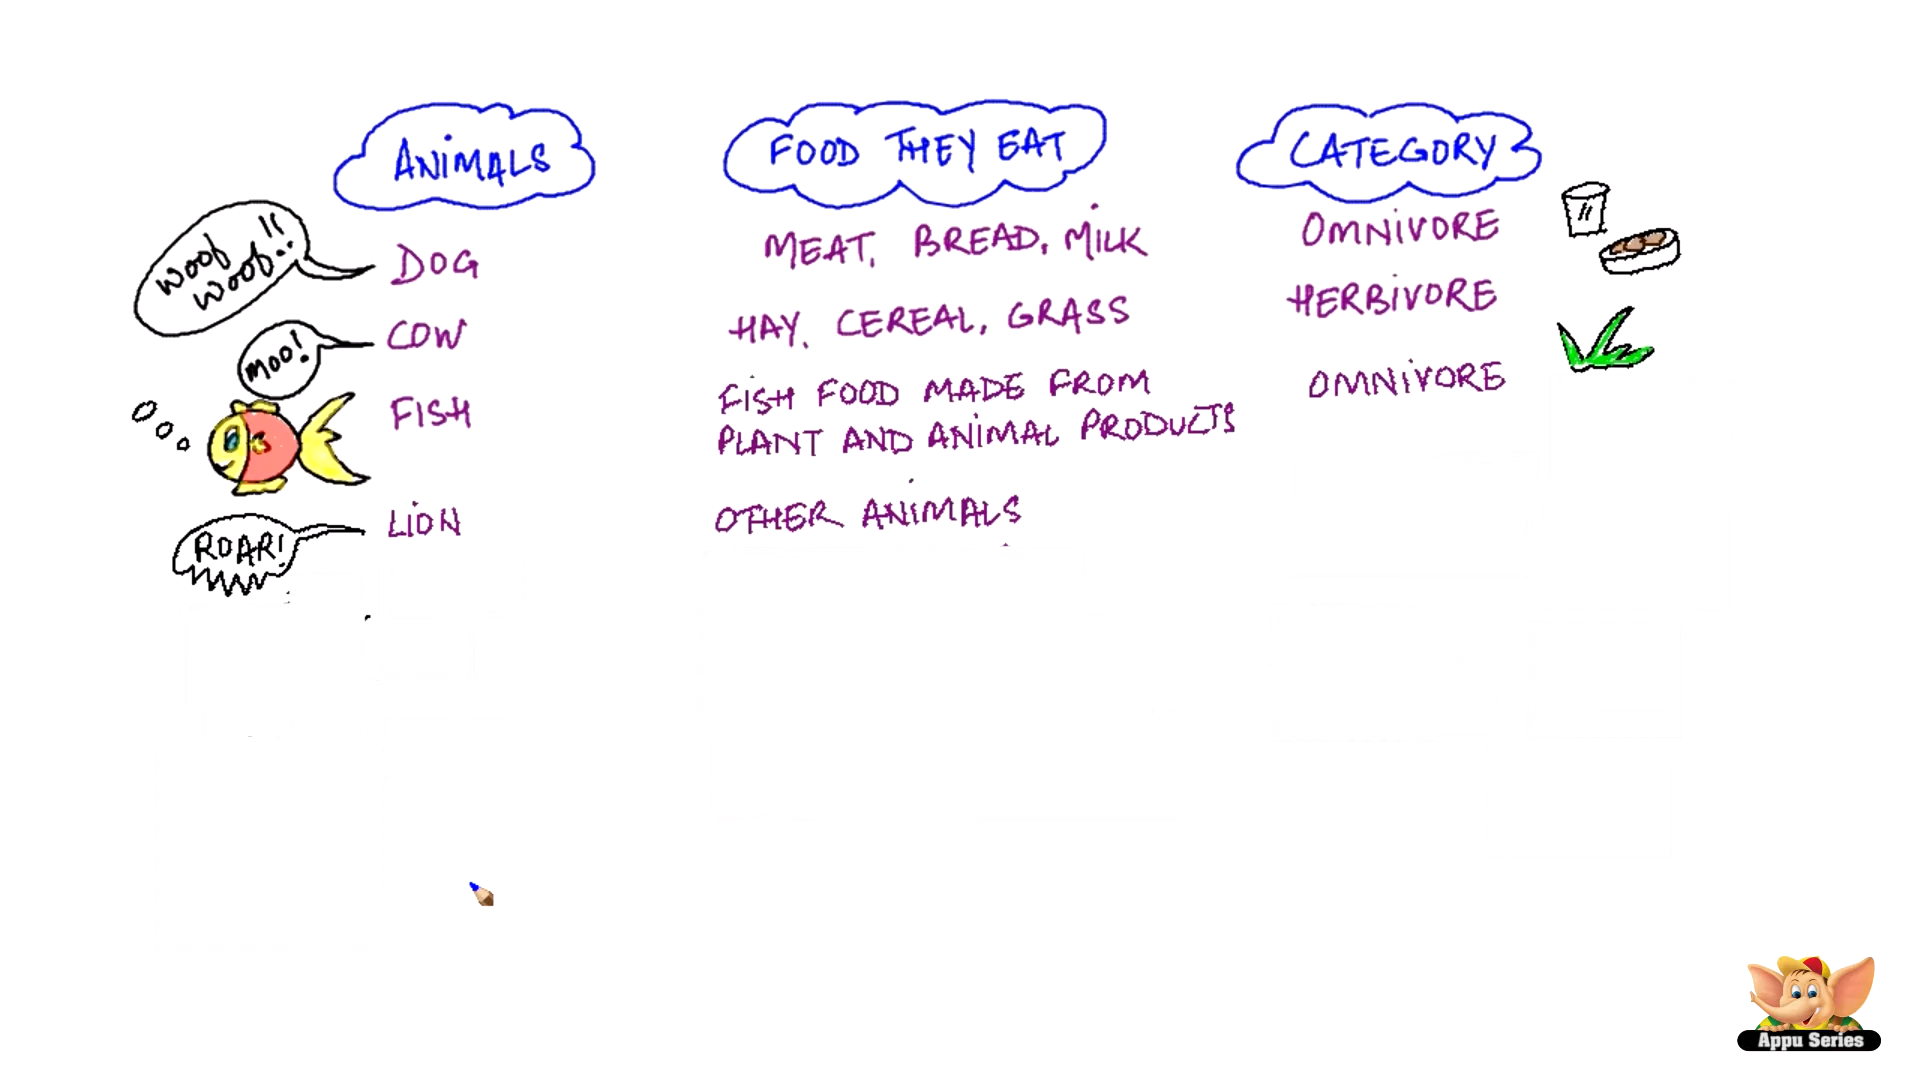 ANIMALS FOOD THEY EAT CATEGORY
WOOF
WOOF!!
DOG MEAT, BREAD, MILK OMNIVORE
MOO!
COW HAY, CEREAL, GRASS HERBIVORE
FISH FISH FOOD MADE FROM OMNIVORE
PLANT AND ANIMAL PRODUCTS
ROAR!
LION OTHER ANIMALS
Appu Series